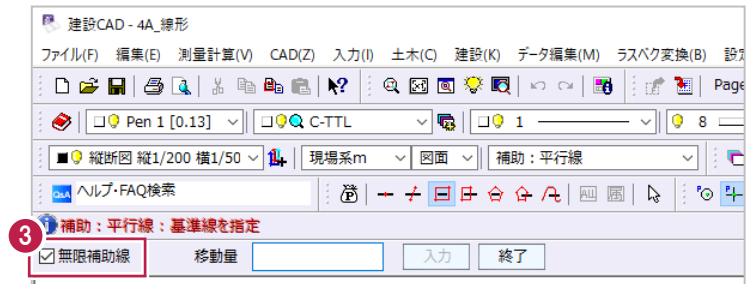 建設CAD - 4A_線形
ファイル(F) 編集(E) 測量計算(V) CAD(Z) 入力(I) 土木(C) 建設(K) データ編集(M) ラスベク変換(B) 設定
Page
Pen 1 [0.13] C-TTL 1 8
縦断図 縦1/200 横1/50 現場系m 図面 補助：平行線
Q&A ヘルプ・FAQ検索
補助：平行線：基準線を指定
3
無限補助線 移動量 入力 終了